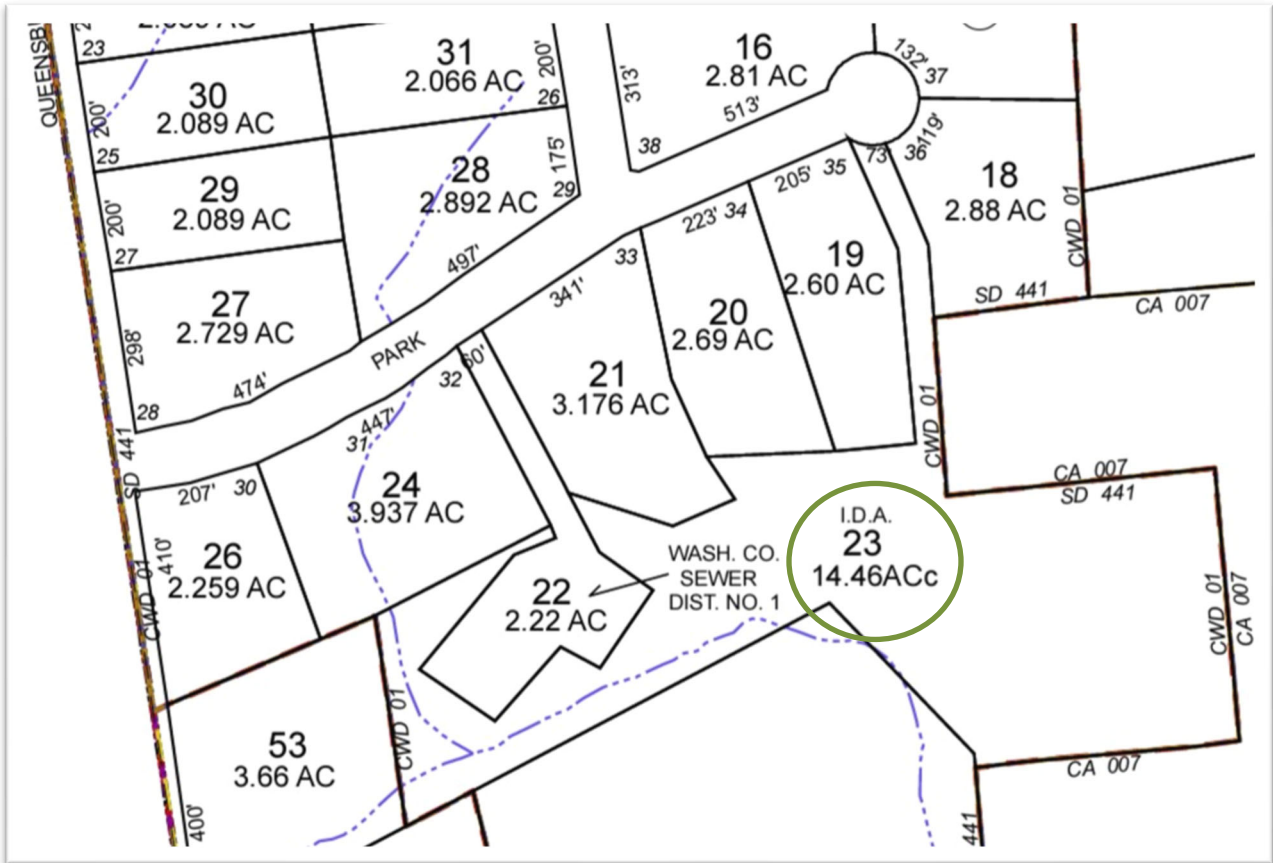 QUEENSB
23
31
2.066 AC
200'
26
16
2.81 AC
313'
513'
38
132'
37
30
2.089 AC
200'
25
28
2.892 AC
175'
29
73'
36
119'
35
205'
18
2.88 AC
CWD 01
29
2.089 AC
200'
27
223'
34
33
19
2.60 AC
497'
341'
SD 441
CA 007
27
2.729 AC
298'
474'
28
PARK
60'
32
20
2.69 AC
21
3.176 AC
CWD 01
SD 441
447'
31
207'
30
24
3.937 AC
CA 007
SD 441
I.D.A.
23
14.46ACc
410'
26
2.259 AC
CWD 01
WASH. CO.
SEWER
DIST. NO. 1
22
2.22 AC
CWD 01
CA 007
CWD 01
53
3.66 AC
CA 007
400'
441